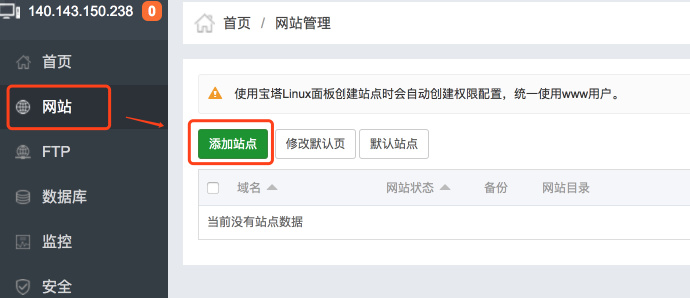 140.143.150.238 0
首页
网站
FTP
数据库
监控
安全
首页 / 网站管理
使用宝塔Linux面板创建站点时会自动创建权限配置，统一使用www用户。
添加站点 修改默认页 默认站点
域名 网站状态 备份 网站目录
当前没有站点数据